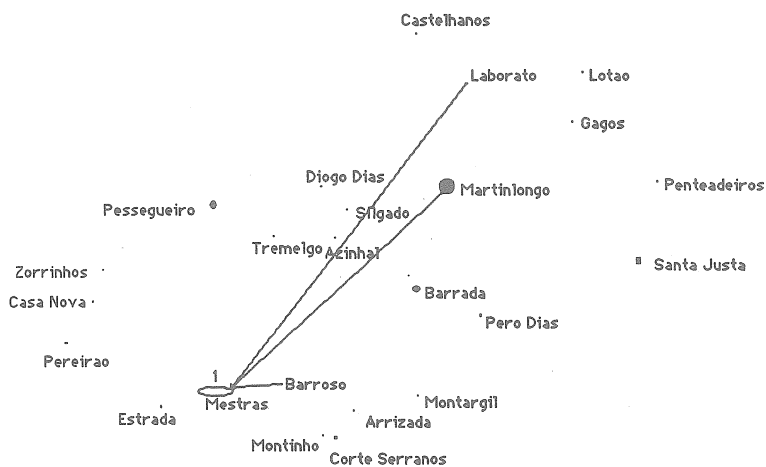 Castelhanos
Laborato
Lotao
Gagos
Diogo Dias
Martinlongo
Penteadeiros
Pessegueiro
Silgado
Tremelgo
Azinhal
Santa Justa
Zorrinhos
Barrada
Casa Nova
Pero Dias
Pereirao
1
Barroso
Mestras
Montargil
Estrada
Arrizada
Montinho
Corte Serranos